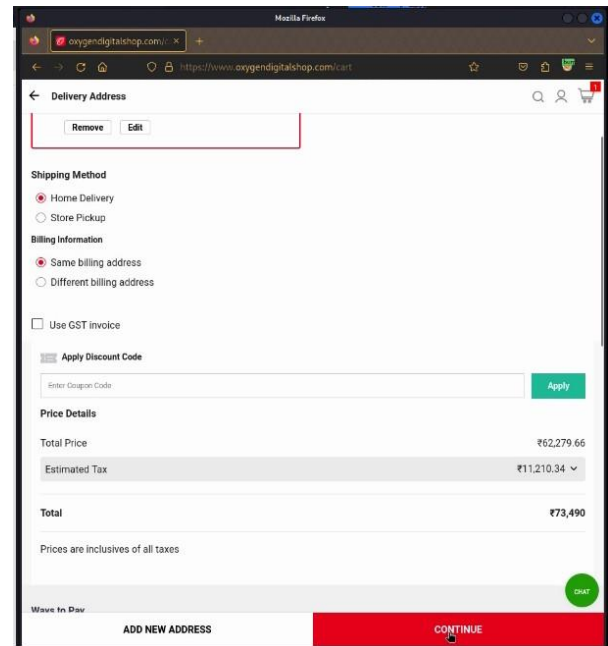 Mozilla Firefox
oxygendigitalshop.com/c × +
https://www.oxygendigitalshop.com/cart
Delivery Address
1
Remove Edit
Shipping Method
Home Delivery
Store Pickup
Billing Information
Same billing address
Different billing address
Use GST invoice
Apply Discount Code
Enter Coupon Code Apply
Price Details
Total Price ₹62,279.66
Estimated Tax ₹11,210.34
Total ₹73,490
Prices are inclusives of all taxes
CHAT
Ways to Pay
ADD NEW ADDRESS CONTINUE